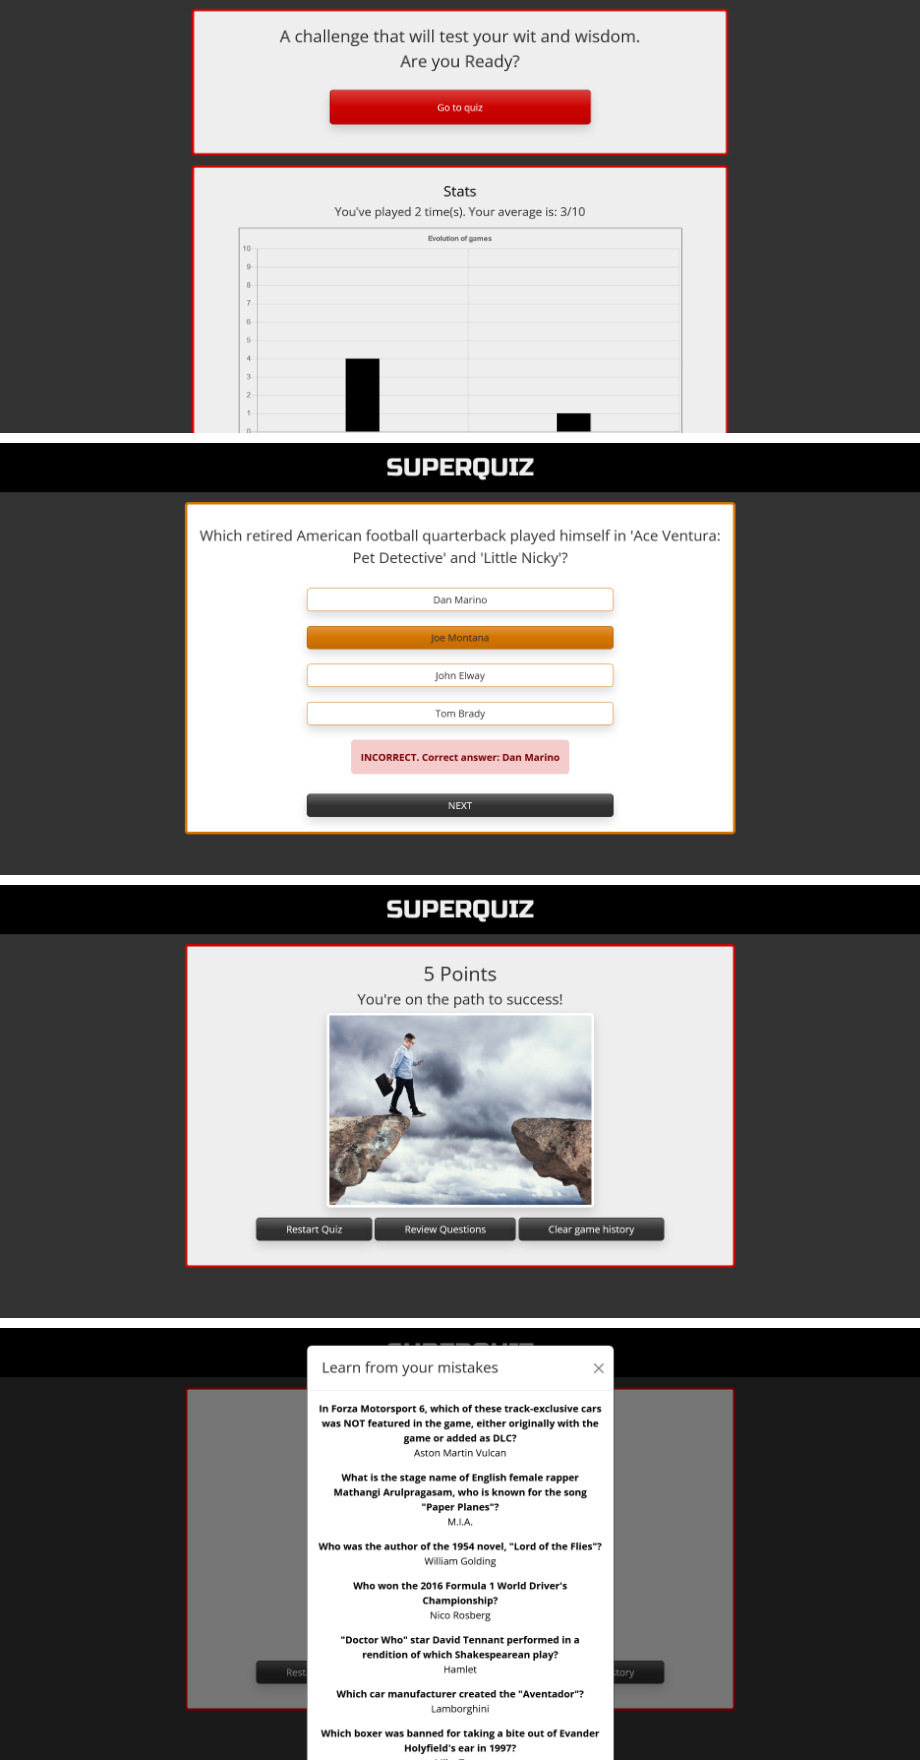 A challenge that will test your wit and wisdom.
Are you Ready?
Go to quiz
Stats
You've played 2 time(s). Your average is: 3/10
Evolution of games
10
9
8
7
6
5
4
3
2
1
0
SUPERQUIZ
Which retired American football quarterback played himself in 'Ace Ventura:
Pet Detective' and 'Little Nicky'?
Dan Marino
Joe Montana
John Elway
Tom Brady
INCORRECT. Correct answer: Dan Marino
NEXT
SUPERQUIZ
5 Points
You're on the path to success!
Restart Quiz
Review Questions
Clear game history
Learn from your mistakes
In Forza Motorsport 6, which of these track-exclusive cars
was NOT featured in the game, either originally with the
game or added as DLC?
Aston Martin Vulcan
What is the stage name of English female rapper
Mathangi Arulpragasam, who is known for the song
"Paper Planes"?
M.I.A.
Who was the author of the 1954 novel, "Lord of the Flies"?
William Golding
Who won the 2016 Formula 1 World Driver's
Championship?
Nico Rosberg
"Doctor Who" star David Tennant performed in a
rendition of which Shakespearean play?
Hamlet
Which car manufacturer created the "Aventador"?
Lamborghini
Which boxer was banned for taking a bite out of Evander
Holyfield's ear in 1997?